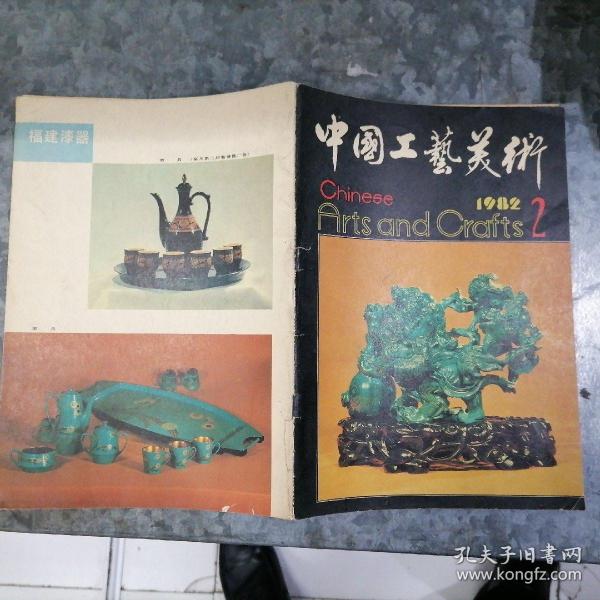 福建漆器
中國工藝美術
Chinese
1982
Arts and Crafts 2
孔夫子旧书网
www.kongfz.com